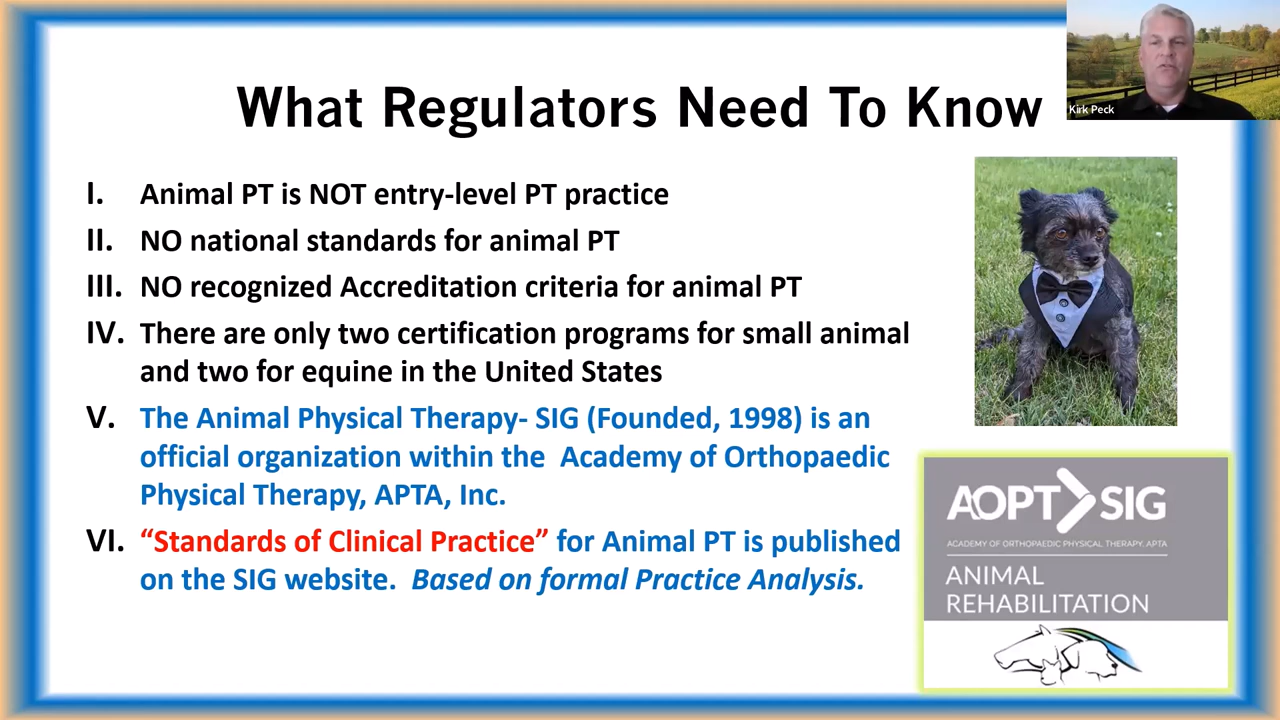 What Regulators Need To Know
Kirk Peck
I. Animal PT is NOT entry-level PT practice
II. NO national standards for animal PT
III. NO recognized Accreditation criteria for animal PT
IV. There are only two certification programs for small animal
and two for equine in the United States
V. The Animal Physical Therapy- SIG (Founded, 1998) is an
official organization within the Academy of Orthopaedic
Physical Therapy, APTA, Inc.
VI. “Standards of Clinical Practice” for Animal PT is published
on the SIG website. Based on formal Practice Analysis.
AOPT SIG
ACADEMY OF ORTHOPAEDIC PHYSICAL THERAPY, APTA
ANIMAL
REHABILITATION